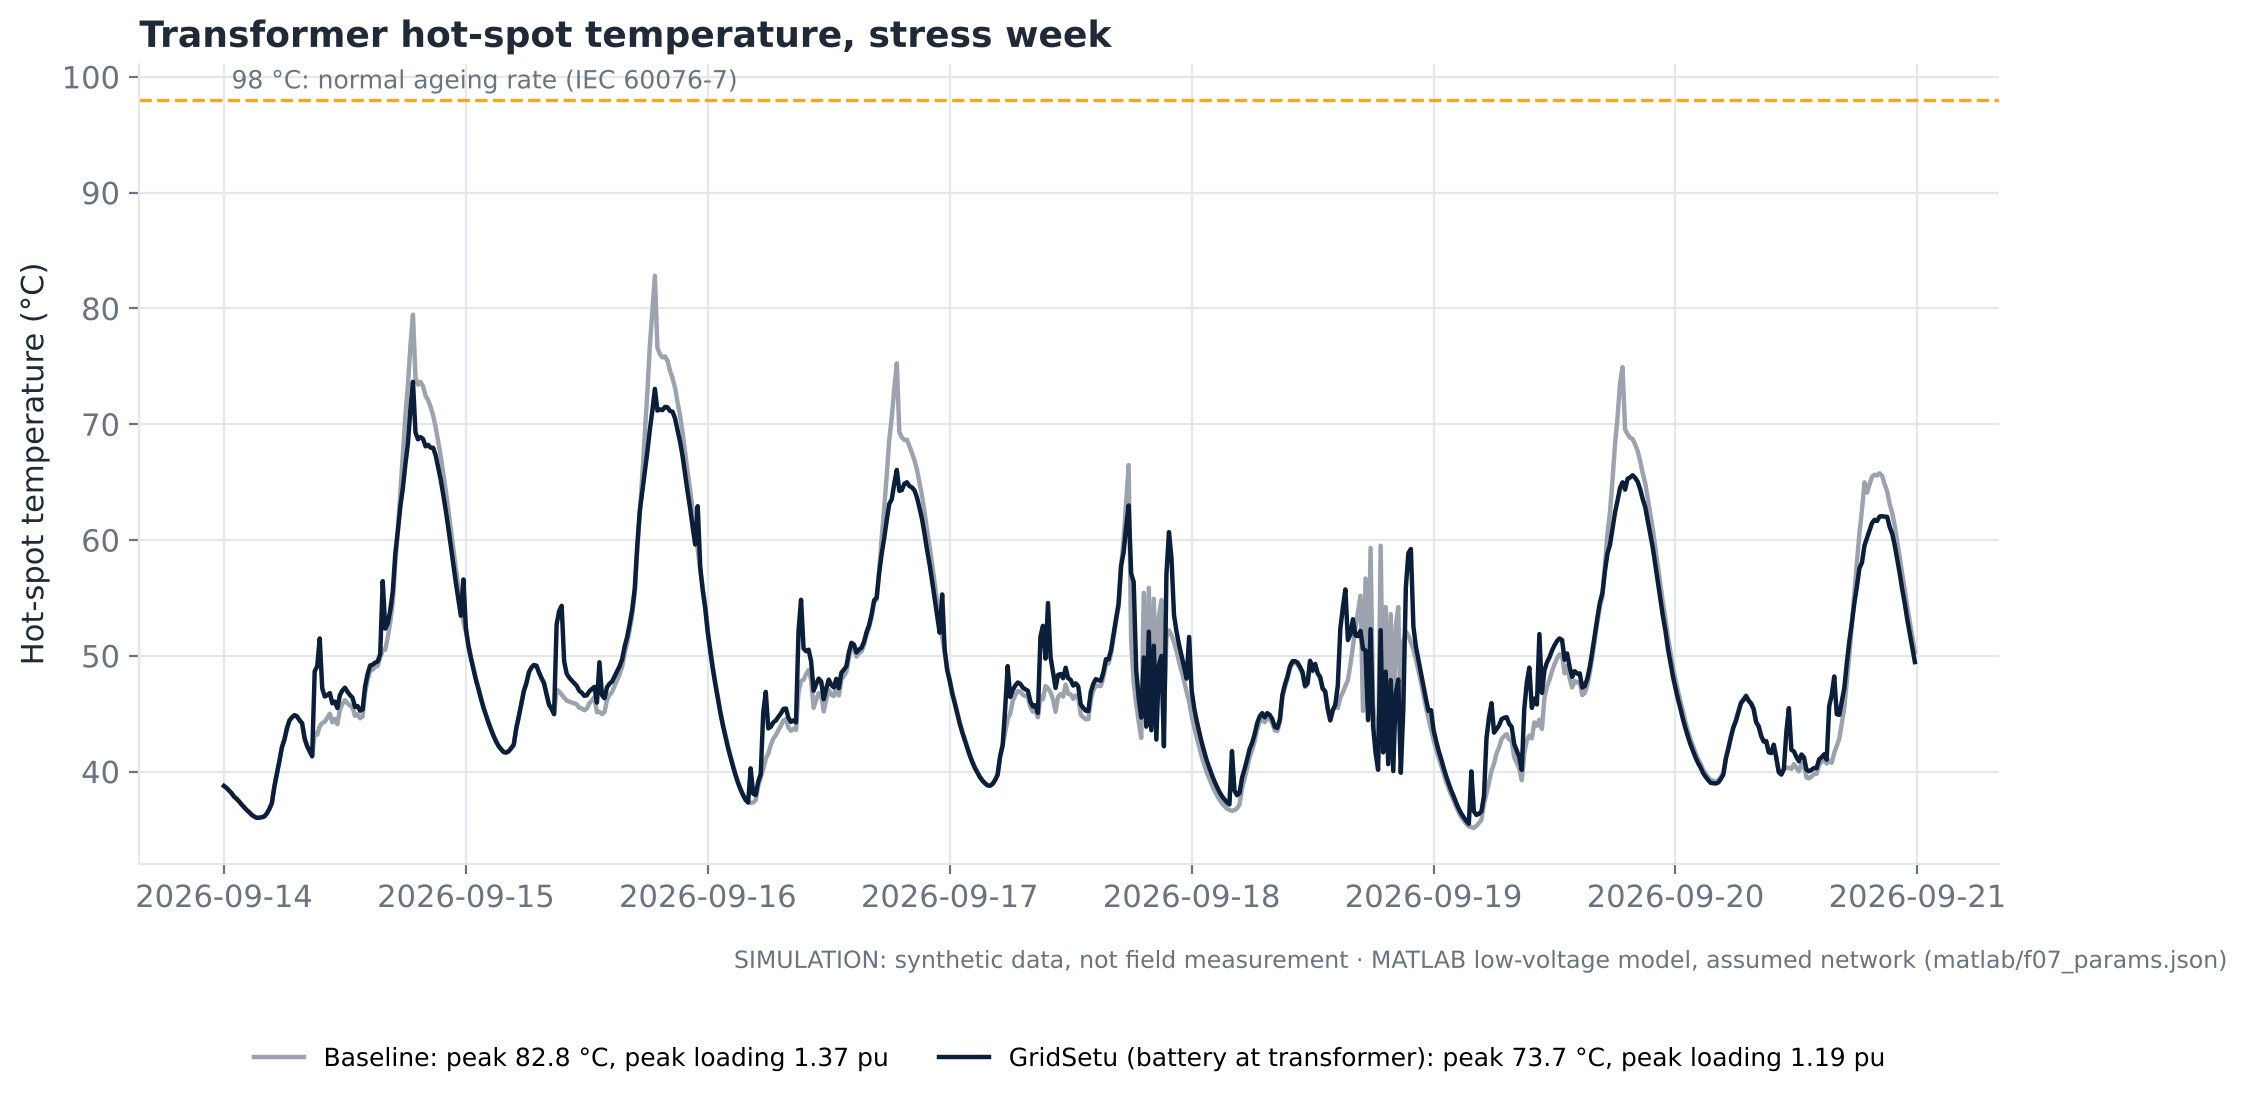 Transformer hot-spot temperature, stress week
98 °C: normal ageing rate (IEC 60076-7)
Hot-spot temperature (°C)
100
90
80
70
60
50
40
2026-09-14 2026-09-15 2026-09-16 2026-09-17 2026-09-18 2026-09-19 2026-09-20 2026-09-21
SIMULATION: synthetic data, not field measurement · MATLAB low-voltage model, assumed network (matlab/f07_params.json)
Baseline: peak 82.8 °C, peak loading 1.37 pu
GridSetu (battery at transformer): peak 73.7 °C, peak loading 1.19 pu